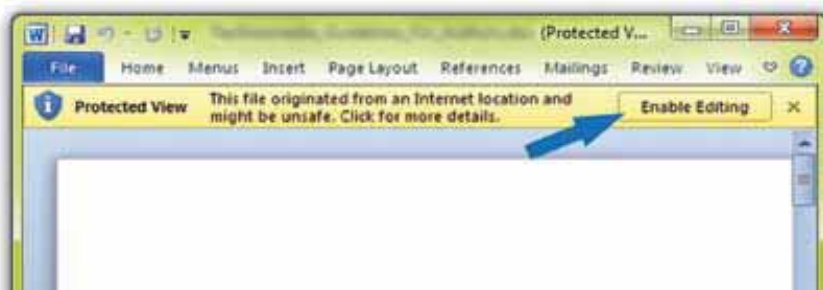 W (Protected V...
File Home Menus Insert Page Layout References Mailings Review View
Protected View This file originated from an Internet location and
might be unsafe. Click for more details. Enable Editing